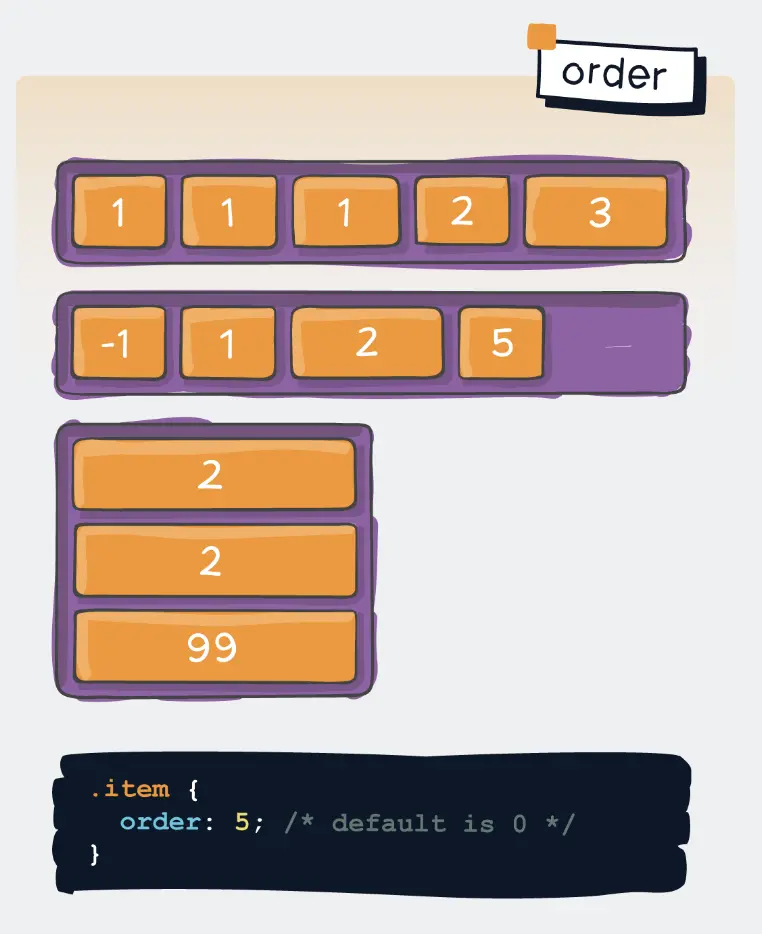 order
1 1 1 2 3
-1 1 2 5
2
2
99
.item {
  order: 5; /* default is 0 */
}